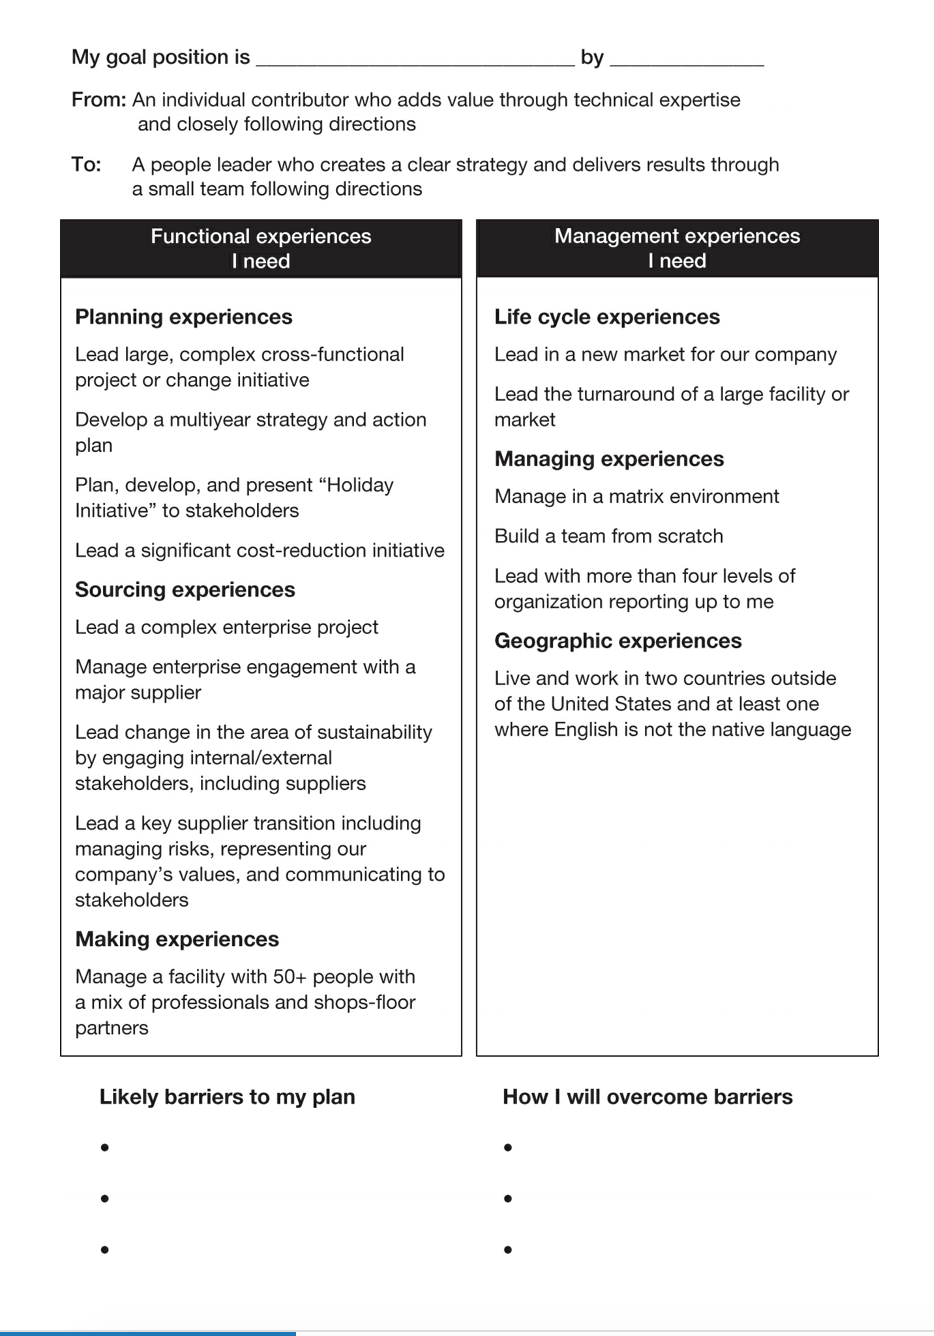 My goal position is _____________________________ by ______________
From: An individual contributor who adds value through technical expertise
and closely following directions
To: A people leader who creates a clear strategy and delivers results through
a small team following directions
Functional experiences
I need
Planning experiences
Lead large, complex cross-functional
project or change initiative
Develop a multiyear strategy and action
plan
Plan, develop, and present “Holiday
Initiative” to stakeholders
Lead a significant cost-reduction initiative
Sourcing experiences
Lead a complex enterprise project
Manage enterprise engagement with a
major supplier
Lead change in the area of sustainability
by engaging internal/external
stakeholders, including suppliers
Lead a key supplier transition including
managing risks, representing our
company’s values, and communicating to
stakeholders
Making experiences
Manage a facility with 50+ people with
a mix of professionals and shops-floor
partners
Management experiences
I need
Life cycle experiences
Lead in a new market for our company
Lead the turnaround of a large facility or
market
Managing experiences
Manage in a matrix environment
Build a team from scratch
Lead with more than four levels of
organization reporting up to me
Geographic experiences
Live and work in two countries outside
of the United States and at least one
where English is not the native language
Likely barriers to my plan
•
•
•
How I will overcome barriers
•
•
•